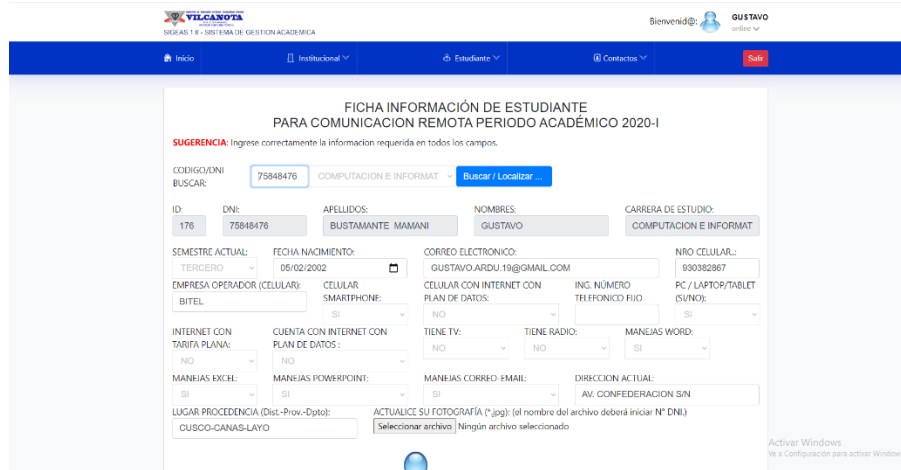 VILCANOTA
SIGEAS 1.0 - SISTEMA DE GESTION ACADEMICA
Bienvenid@: GUSTAVO
online
Inicio Institucional Estudiante Contactos Salir
FICHA INFORMACIÓN DE ESTUDIANTE
PARA COMUNICACION REMOTA PERIODO ACADÉMICO 2020-I
SUGERENCIA: Ingrese correctamente la informacion requerida en todos los campos.
CODIGO/DNI
BUSCAR:
75848476 COMPUTACION E INFORMAT Buscar / Localizar ...
ID: DNI: APELLIDOS: NOMBRES: CARRERA DE ESTUDIO:
176 75848476 BUSTAMANTE MAMANI GUSTAVO COMPUTACION E INFORMAT
SEMESTRE ACTUAL: FECHA NACIMIENTO: CORREO ELECTRONICO: NRO CELULAR.:
TERCERO 05/02/2002 GUSTAVO.ARDU.19@GMAIL.COM 930382867
EMPRESA OPERADOR (CELULAR): CELULAR SMARTPHONE: CELULAR CON INTERNET CON PLAN DE DATOS: ING. NÚMERO TELEFONICO FIJO PC / LAPTOP/TABLET (SI/NO):
BITEL SI NO SI
INTERNET CON TARIFA PLANA: CUENTA CON INTERNET CON PLAN DE DATOS : TIENE TV: TIENE RADIO: MANEJAS WORD:
NO NO NO NO SI
MANEJAS EXCEL: MANEJAS POWERPOINT: MANEJAS CORREO-EMAIL: DIRECCION ACTUAL:
SI SI SI AV. CONFEDERACION S/N
LUGAR PROCEDENCIA (Dist.-Prov.-Dpto): ACTUALICE SU FOTOGRAFÍA (*.jpg): (el nombre del archivo deberá iniciar N° DNI.)
CUSCO-CANAS-LAYO Seleccionar archivo Ningún archivo seleccionado
Activar Windows
Ve a Configuración para activar Window